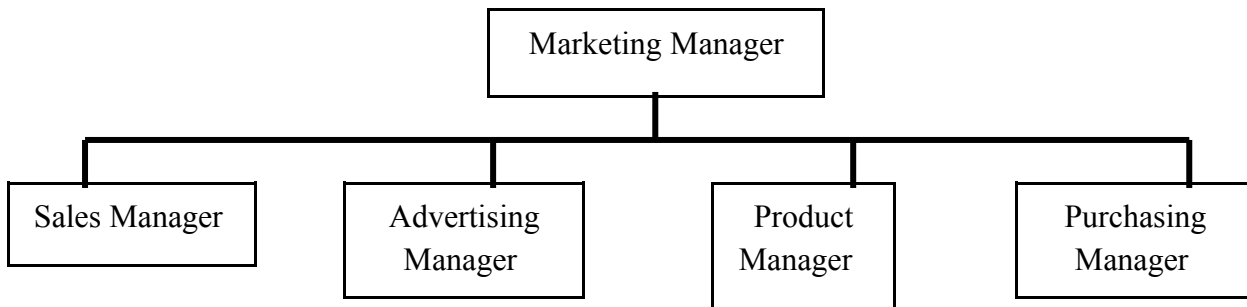 Marketing Manager
Sales Manager
Advertising
Manager
Product
Manager
Purchasing
Manager